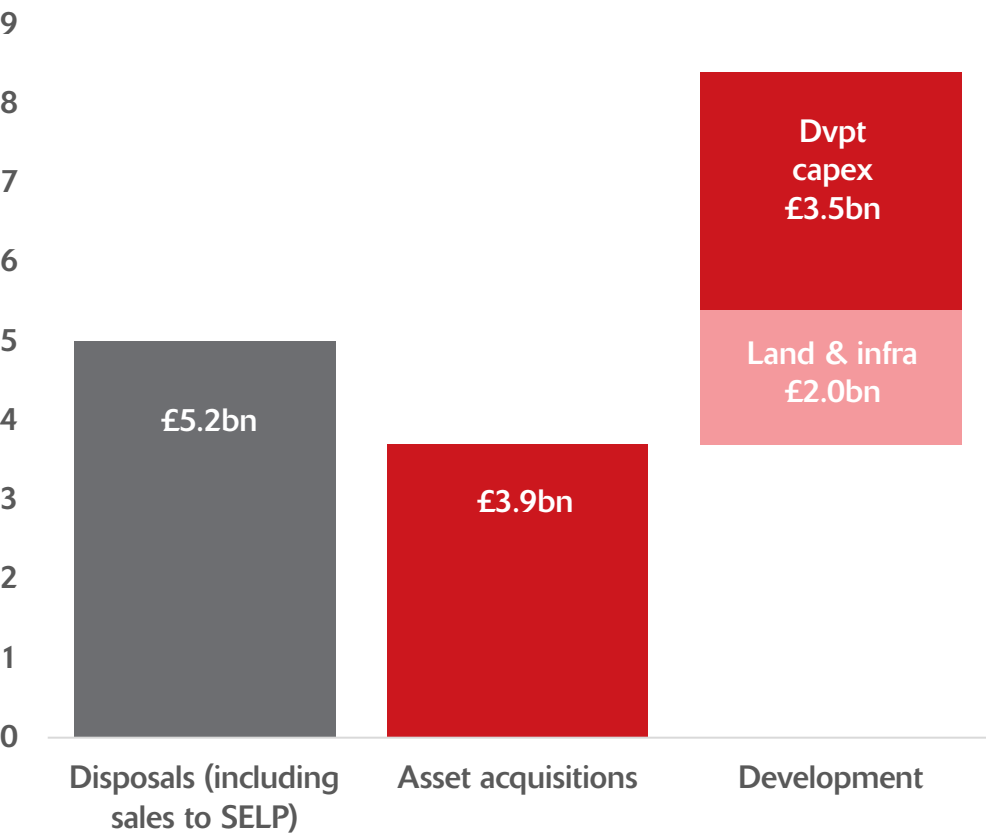 9
8
7
6
5
4
3
2
1
0
Dvpt
capex
£3.5bn
Land & infra
£2.0bn
£5.2bn
£3.9bn
Disposals (including
sales to SELP)
Asset acquisitions
Development